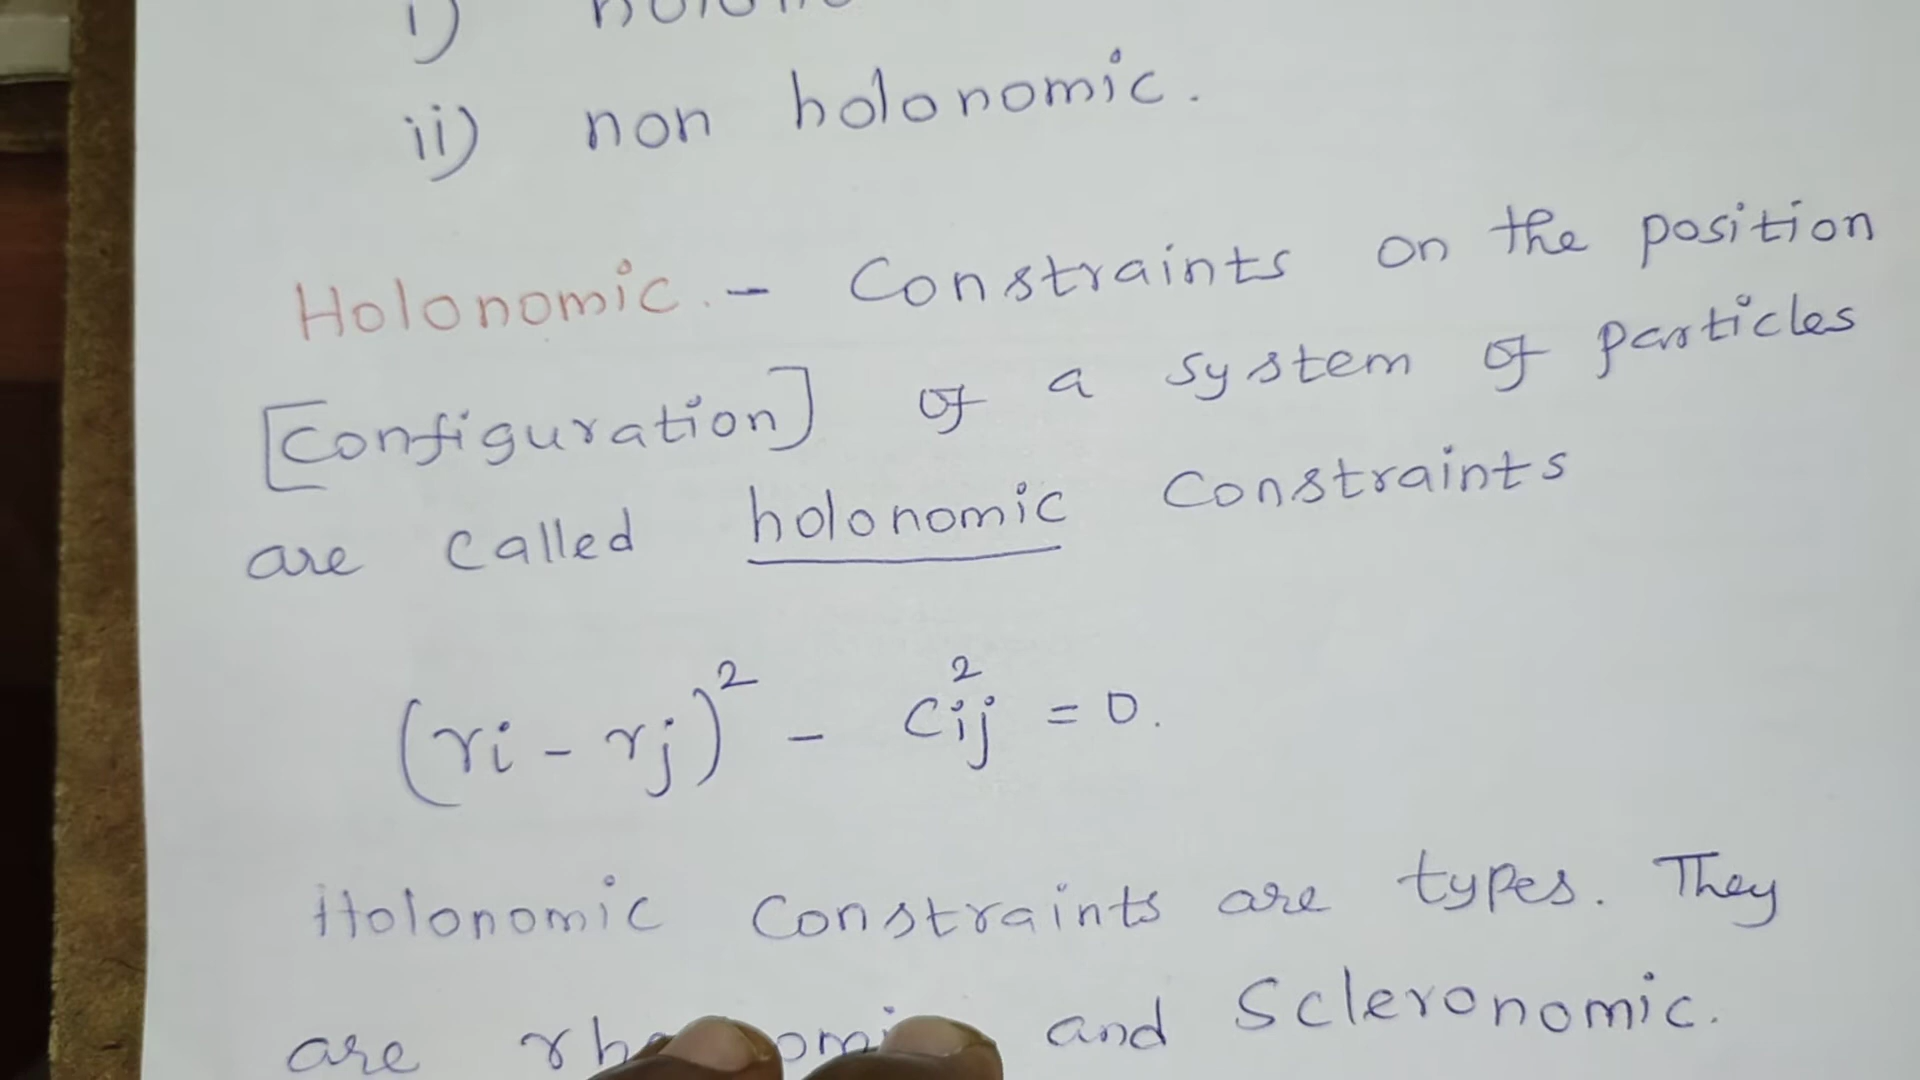 i)
ii) non holonomic.
Holonomic. - Constraints on the position
[Configuration] of a system of particles
are called holonomic constraints
(ri - rj)² - cij² = 0.
Holonomic constraints are types. They
are and Scleronomic.